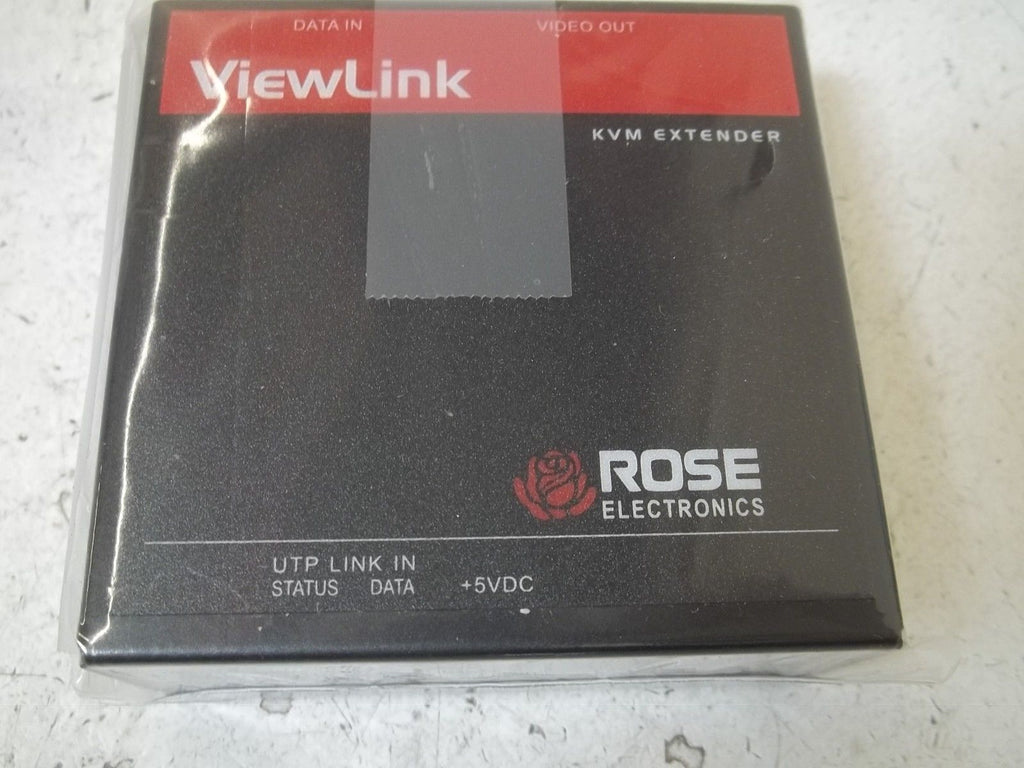 DATA IN VIDEO OUT
ViewLink
KVM EXTENDER
ROSE
ELECTRONICS
UTP LINK IN
STATUS DATA +5VDC